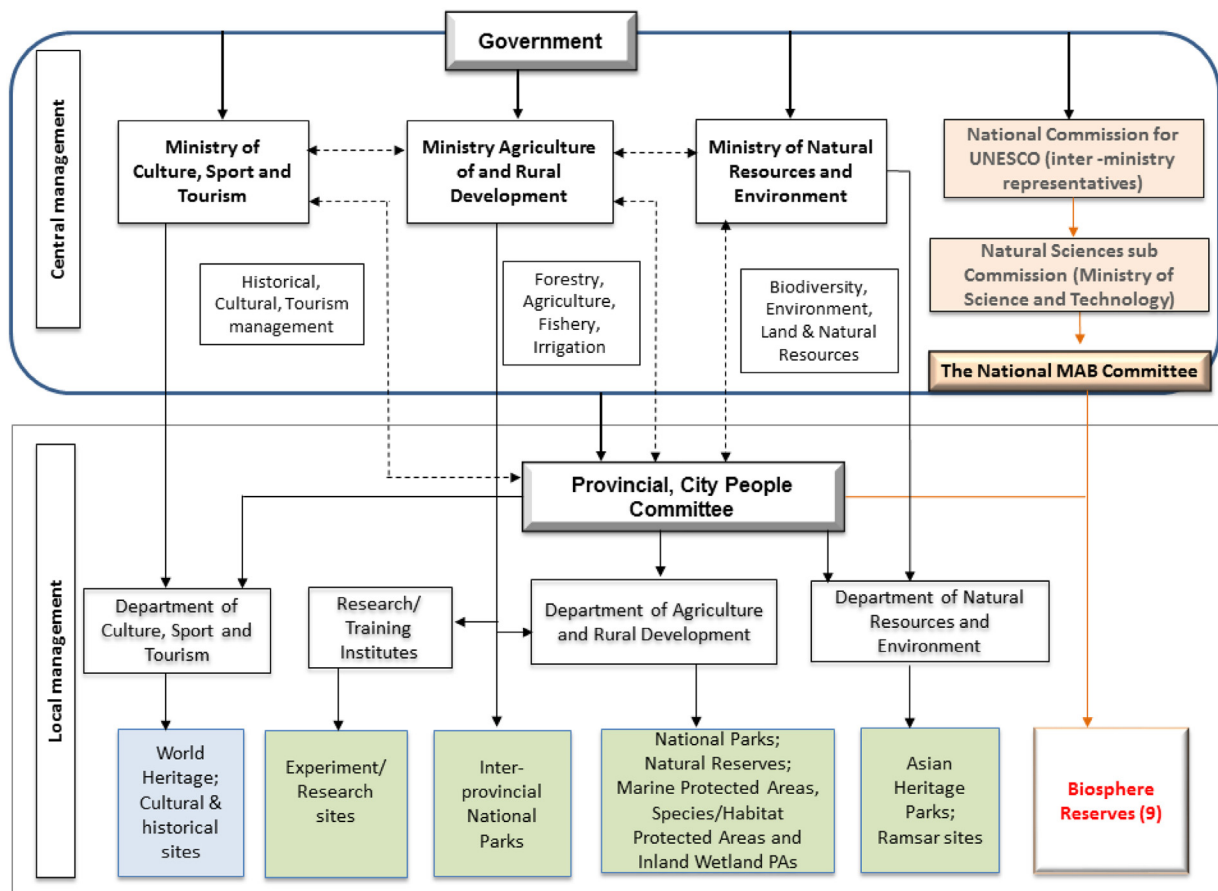 Government
Central management
Ministry of
Culture, Sport and
Tourism
Ministry Agriculture
of and Rural
Development
Ministry of Natural
Resources and
Environment
National Commission for
UNESCO (inter -ministry
representatives)
Natural Sciences sub
Commission (Ministry of
Science and Technology)
Historical,
Cultural, Tourism
management
Forestry,
Agriculture,
Fishery,
Irrigation
Biodiversity,
Environment,
Land & Natural
Resources
The National MAB Committee
Local management
Provincial, City People
Committee
Department of
Culture, Sport and
Tourism
Research/
Training
Institutes
Department of Agriculture
and Rural Development
Department of Natural
Resources and
Environment
World
Heritage;
Cultural &
historical
sites
Experiment/
Research
sites
Inter-
provincial
National
Parks
National Parks;
Natural Reserves;
Marine Protected Areas,
Species/Habitat
Protected Areas and
Inland Wetland PAs
Asian
Heritage
Parks;
Ramsar sites
Biosphere
Reserves (9)